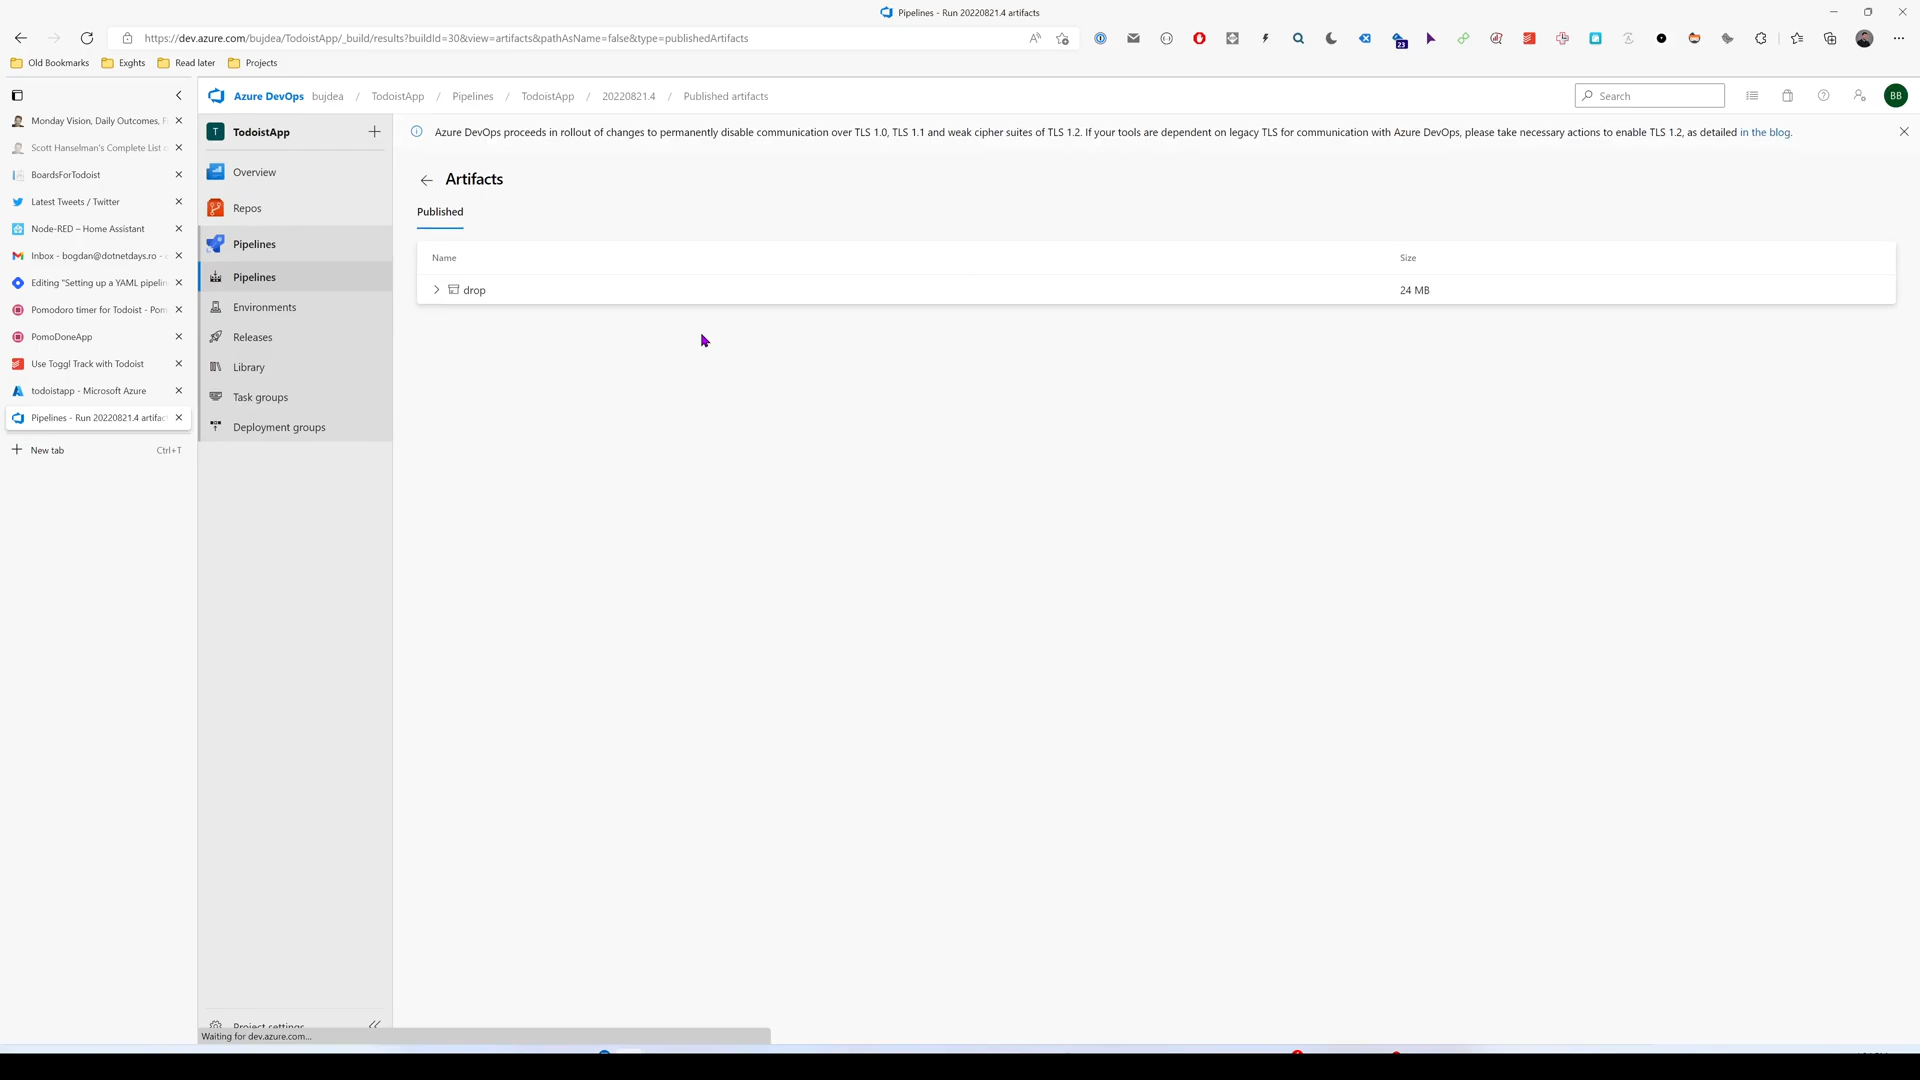 Pipelines - Run 20220821.4 artifacts
https://dev.azure.com/bujdea/TodoistApp/_build/results?buildId=30&view=artifacts&pathAsName=false&type=publishedArtifacts
23
Old Bookmarks
Exghts
Read later
Projects
Monday Vision, Daily Outcomes, F
Scott Hanselman's Complete List o
BoardsForTodoist
Latest Tweets / Twitter
Node-RED – Home Assistant
Inbox - bogdan@dotnetdays.ro -
Editing "Setting up a YAML pipelin
Pomodoro timer for Todoist - Pom
PomoDoneApp
Use Toggl Track with Todoist
todoistapp - Microsoft Azure
Pipelines - Run 20220821.4 artifac
New tab Ctrl+T
Azure DevOps bujdea / TodoistApp / Pipelines / TodoistApp / 20220821.4 / Published artifacts
Search
BB
T TodoistApp
Overview
Repos
Pipelines
Pipelines
Environments
Releases
Library
Task groups
Deployment groups
Project settings
Azure DevOps proceeds in rollout of changes to permanently disable communication over TLS 1.0, TLS 1.1 and weak cipher suites of TLS 1.2. If your tools are dependent on legacy TLS for communication with Azure DevOps, please take necessary actions to enable TLS 1.2, as detailed in the blog.
Artifacts
Published
Name Size
drop 24 MB
Waiting for dev.azure.com...